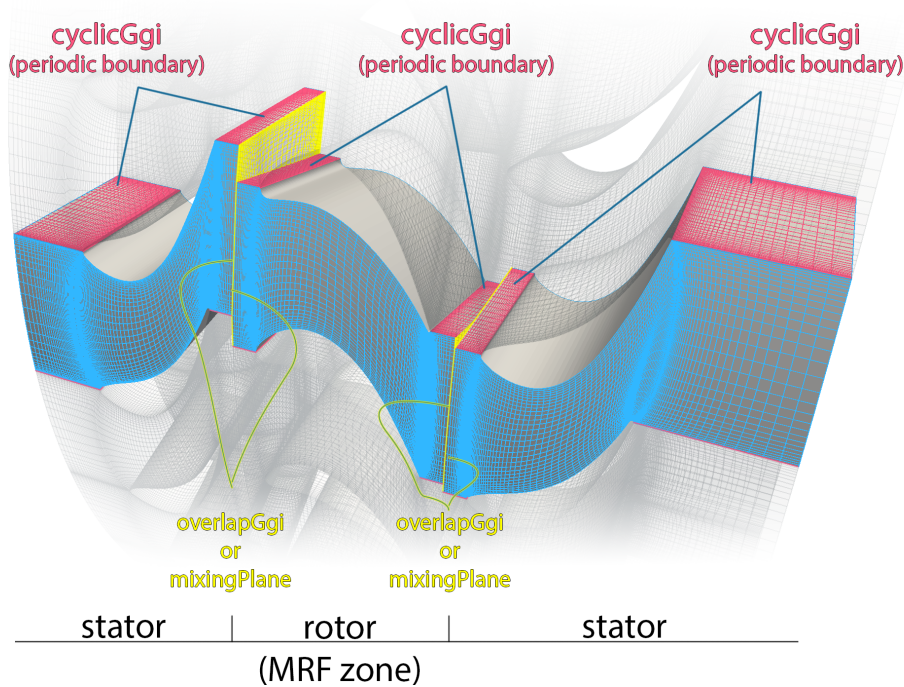 cyclicGgi
(periodic boundary)
cyclicGgi
(periodic boundary)
cyclicGgi
(periodic boundary)
overlapGgi
or
mixingPlane
overlapGgi
or
mixingPlane
stator
rotor
stator
(MRF zone)